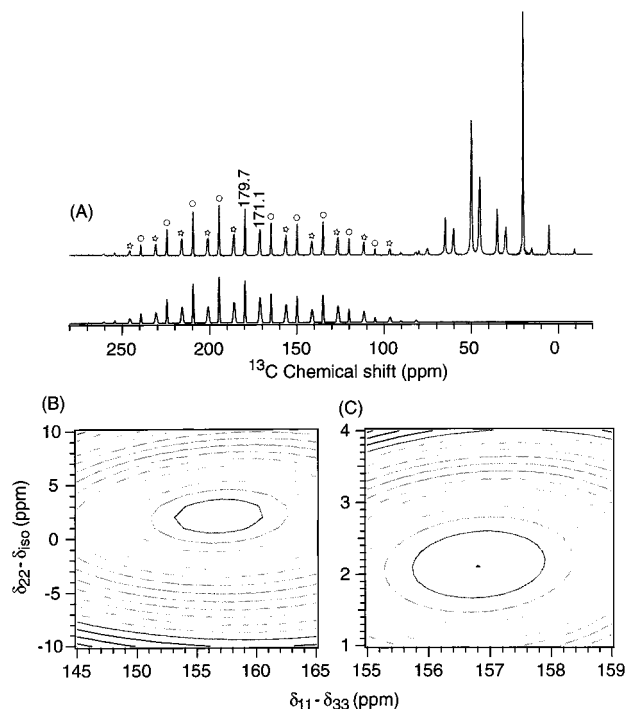 (A)
179.7
171.1
250 200 150 100 50 0
¹³C Chemical shift (ppm)
(B)
(C)
10
5
0
-5
-10
δ₂₂ - δiso (ppm)
145 150 155 160 165
4
3
2
1
155 156 157 158 159
δ₁₁ - δ₃₃ (ppm)